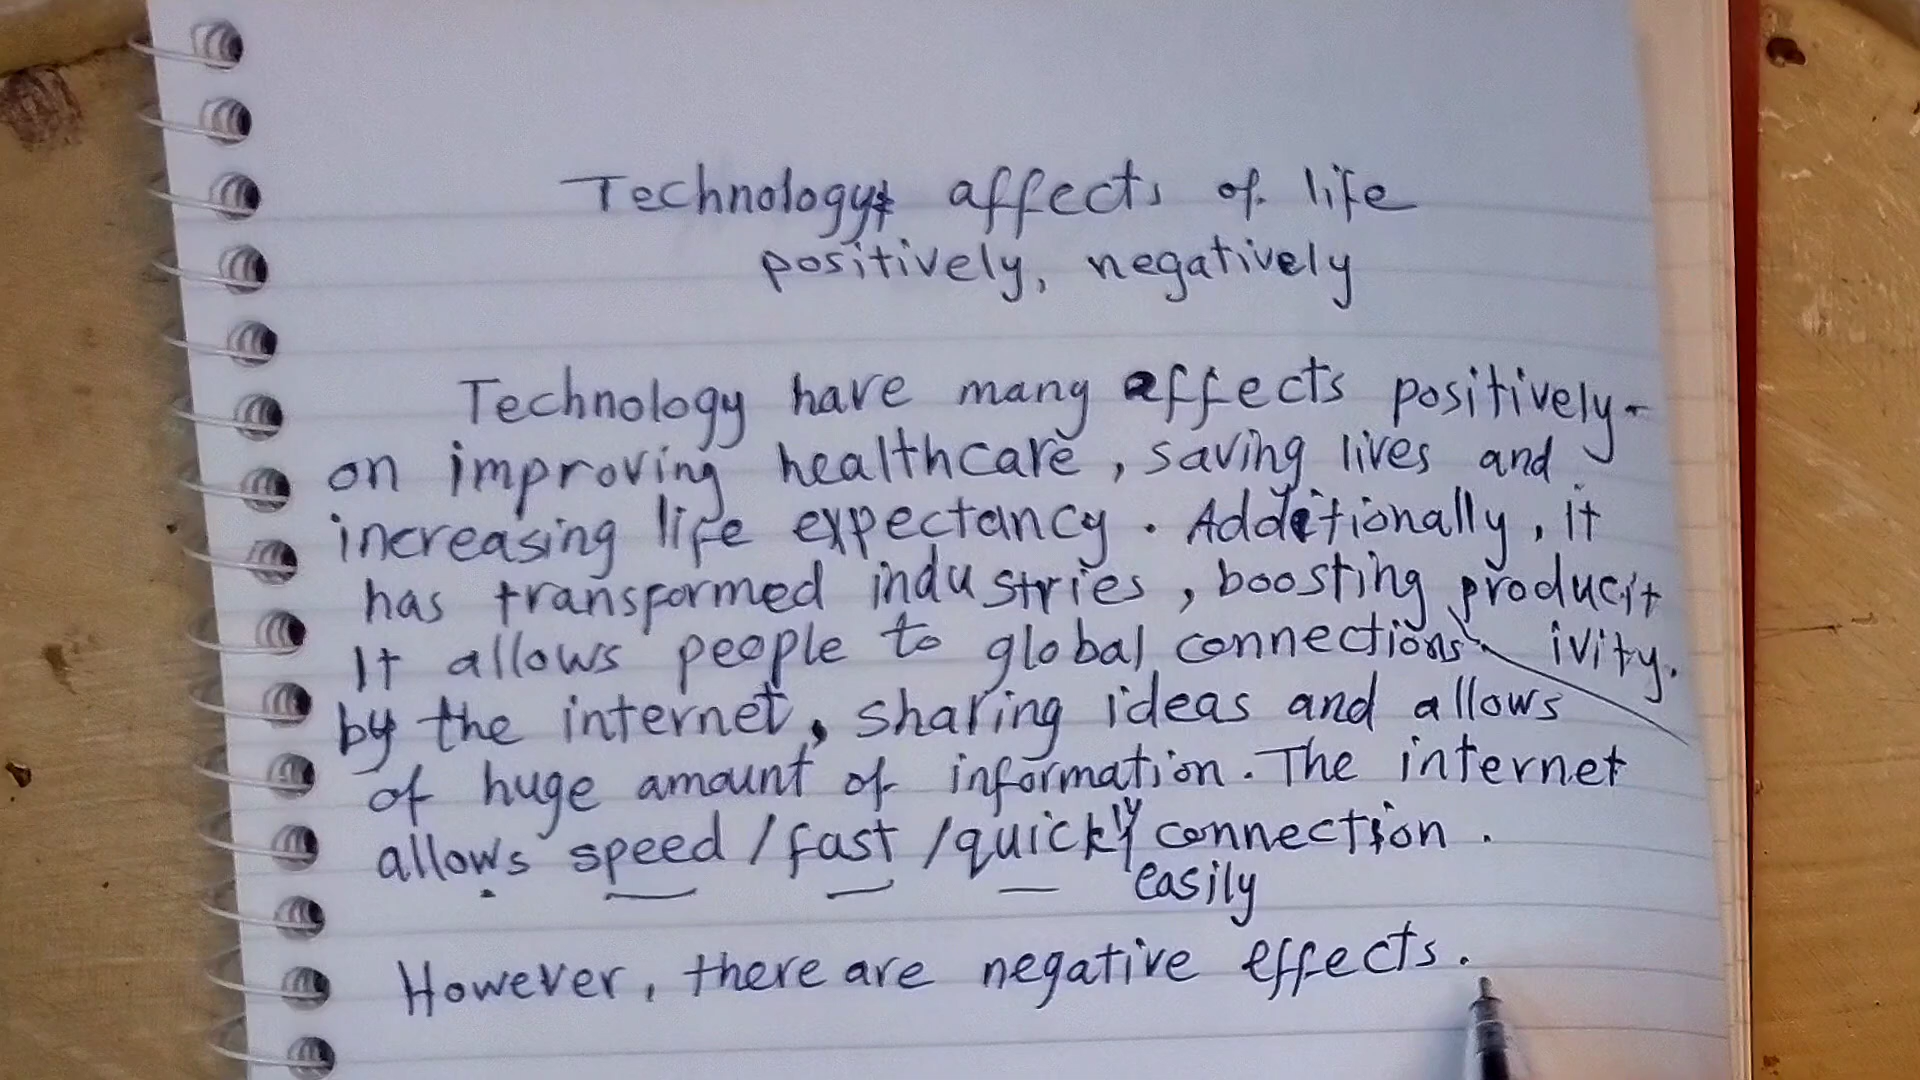 Technology affects of life
positively, negatively
Technology have many affects positively
on improving healthcare, saving lives and
increasing life expectancy. Additionally, it
has transformed industries, boosting producit
ivity.
It allows people to global connections
by the internet, sharing ideas and allows
of huge amount of information. The internet
allows speed / fast / quickly connection.
easily
However, there are negative effects.